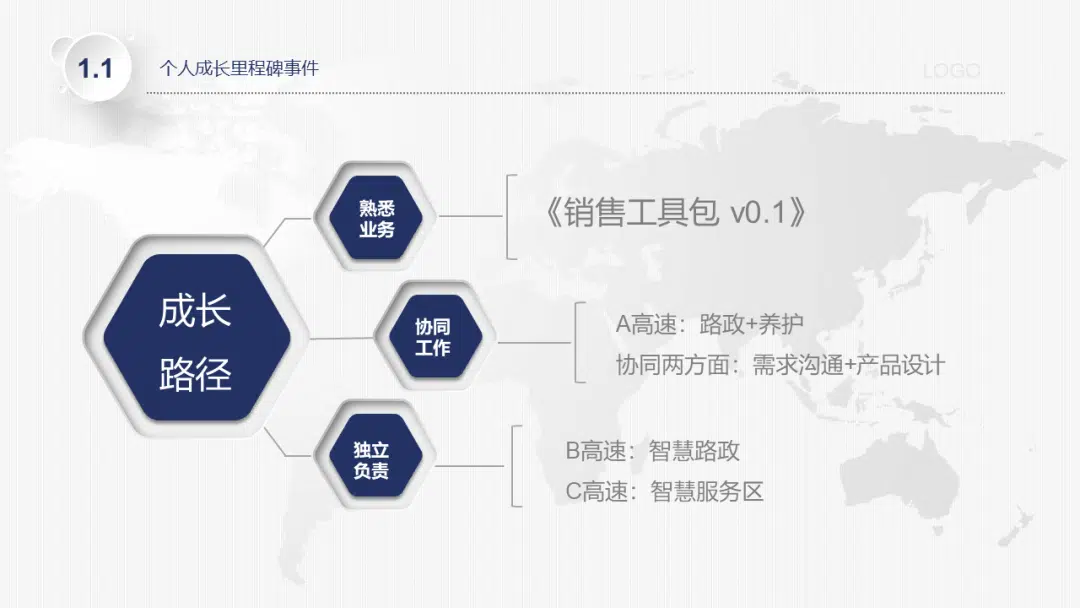 1.1
个人成长里程碑事件
LOGO
成长
路径
熟悉
业务
《销售工具包 v0.1》
协同
工作
A高速：路政+养护
协同两方面：需求沟通+产品设计
独立
负责
B高速：智慧路政
C高速：智慧服务区